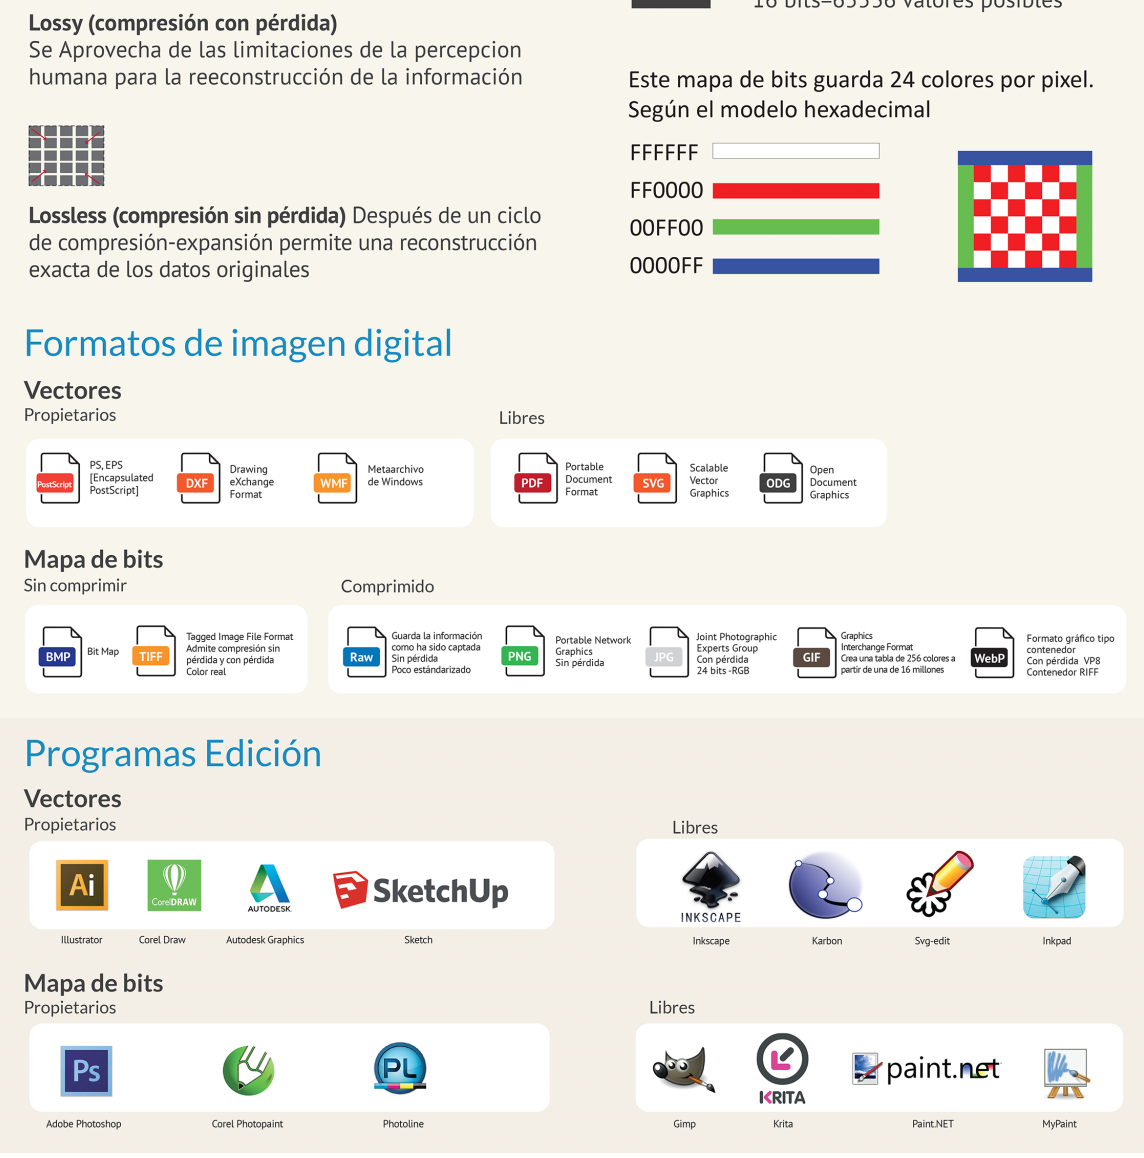 Lossy (compresión con pérdida)
Se Aprovecha de las limitaciones de la percepcion
humana para la reeconstrucción de la información
Lossless (compresión sin pérdida) Después de un ciclo
de compresión-expansión permite una reconstrucción
exacta de los datos originales
16 bits=65536 valores posibles
Este mapa de bits guarda 24 colores por pixel.
Según el modelo hexadecimal
FFFFFF
FF0000
00FF00
0000FF
Formatos de imagen digital
Vectores
Propietarios
PostScript
PS, EPS
[Encapsulated
PostScript]
DXF
Drawing
eXchange
Format
WMF
Metaarchivo
de Windows
Libres
PDF
Portable
Document
Format
SVG
Scalable
Vector
Graphics
ODG
Open
Document
Graphics
Mapa de bits
Sin comprimir
BMP
Bit Map
TIFF
Tagged Image File Format
Admite compresión sin
pérdida y con pérdida
Color real
Comprimido
Raw
Guarda la información
como ha sido captada
Sin pérdida
Poco estándarizado
PNG
Portable Network
Graphics
Sin pérdida
JPG
Joint Photographic
Experts Group
Con pérdida
24 bits -RGB
GIF
Graphics
Interchange Format
Crea una tabla de 256 colores a
partir de una de 16 millones
WebP
Formato gráfico tipo
contenedor
Con pérdida VP8
Contenedor RIFF
Programas Edición
Vectores
Propietarios
Ai
Illustrator
CorelDRAW
Corel Draw
AUTODESK.
Autodesk Graphics
SketchUp
Sketch
Libres
INKSCAPE
Inkscape
Karbon
Svg-edit
Inkpad
Mapa de bits
Propietarios
Ps
Adobe Photoshop
Corel Photopaint
PL
Photoline
Libres
Gimp
KRITA
Krita
paint.net
Paint.NET
MyPaint